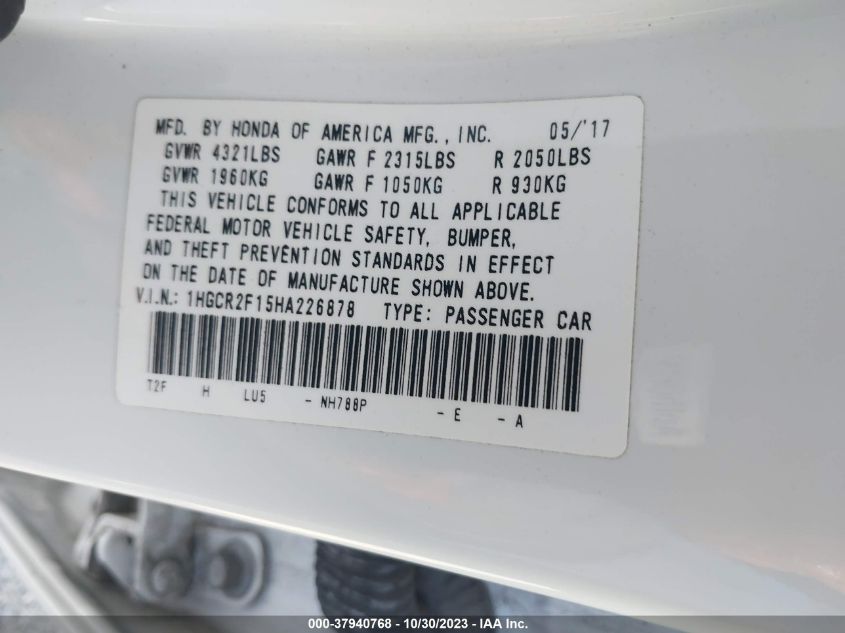 MFD. BY HONDA OF AMERICA MFG., INC. 05/'17
GVWR 4321LBS GAWR F 2315LBS R 2050LBS
GVWR 1960KG GAWR F 1050KG R 930KG
THIS VEHICLE CONFORMS TO ALL APPLICABLE
FEDERAL MOTOR VEHICLE SAFETY, BUMPER,
AND THEFT PREVENTION STANDARDS IN EFFECT
ON THE DATE OF MANUFACTURE SHOWN ABOVE.
V.I.N.: 1HGCR2F15HA226878 TYPE: PASSENGER CAR
T2F H LU5 - NH788P - E - A
000-37940768 - 10/30/2023 - IAA Inc.